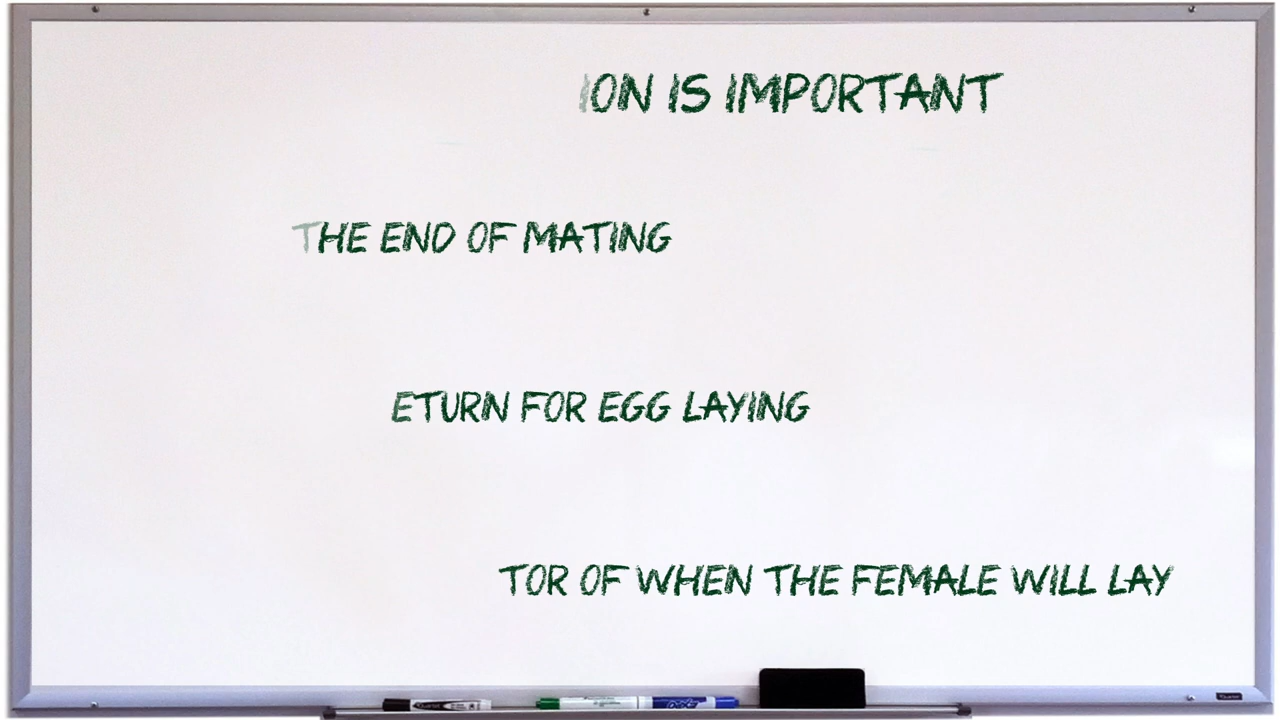 ION IS IMPORTANT
THE END OF MATING
ETURN FOR EGG LAYING
TOR OF WHEN THE FEMALE WILL LAY